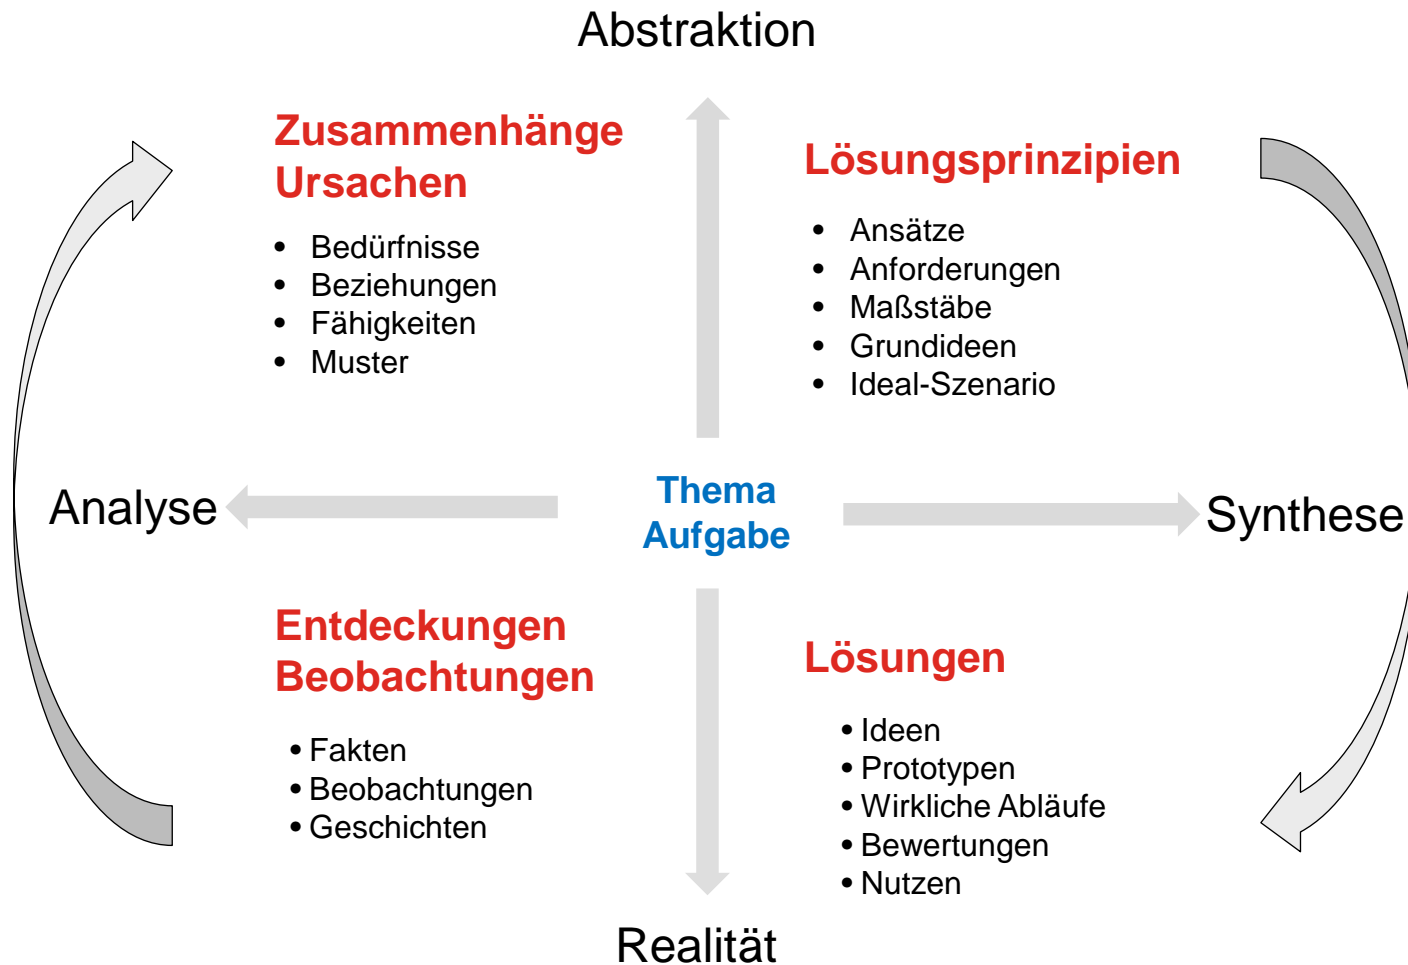 Abstraktion
Zusammenhänge
Ursachen
• Bedürfnisse
• Beziehungen
• Fähigkeiten
• Muster
Lösungsprinzipien
• Ansätze
• Anforderungen
• Maßstäbe
• Grundideen
• Ideal-Szenario
Analyse
Thema
Aufgabe
Synthese
Entdeckungen
Beobachtungen
• Fakten
• Beobachtungen
• Geschichten
Lösungen
• Ideen
• Prototypen
• Wirkliche Abläufe
• Bewertungen
• Nutzen
Realität